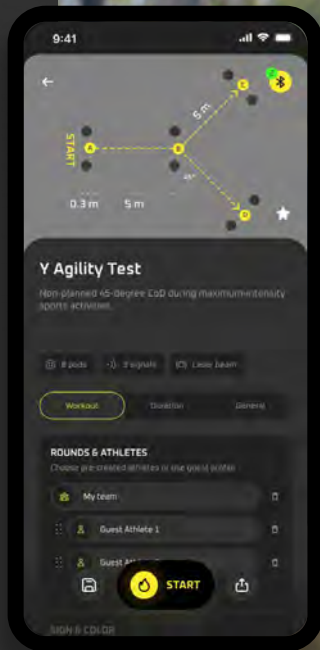 9:41
5 m
C
START
A
B
45°
0.3 m 5 m
D
Y Agility Test
Non-planned 45-degree CoD during maximum-intensity
sports activities.
8 pods 3 signals Laser beam
Workout Duration General
ROUNDS & ATHLETES
Choose pre-created athletes or use guest profile
My team
Guest Athlete 1
Guest
START
SIGN & COLOR